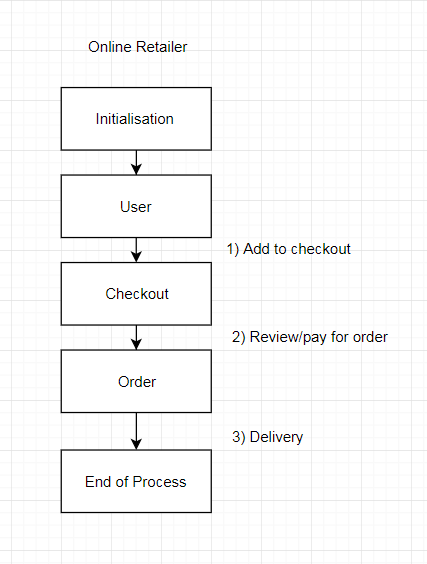 Online Retailer
Initialisation
User
1) Add to checkout
Checkout
2) Review/pay for order
Order
3) Delivery
End of Process